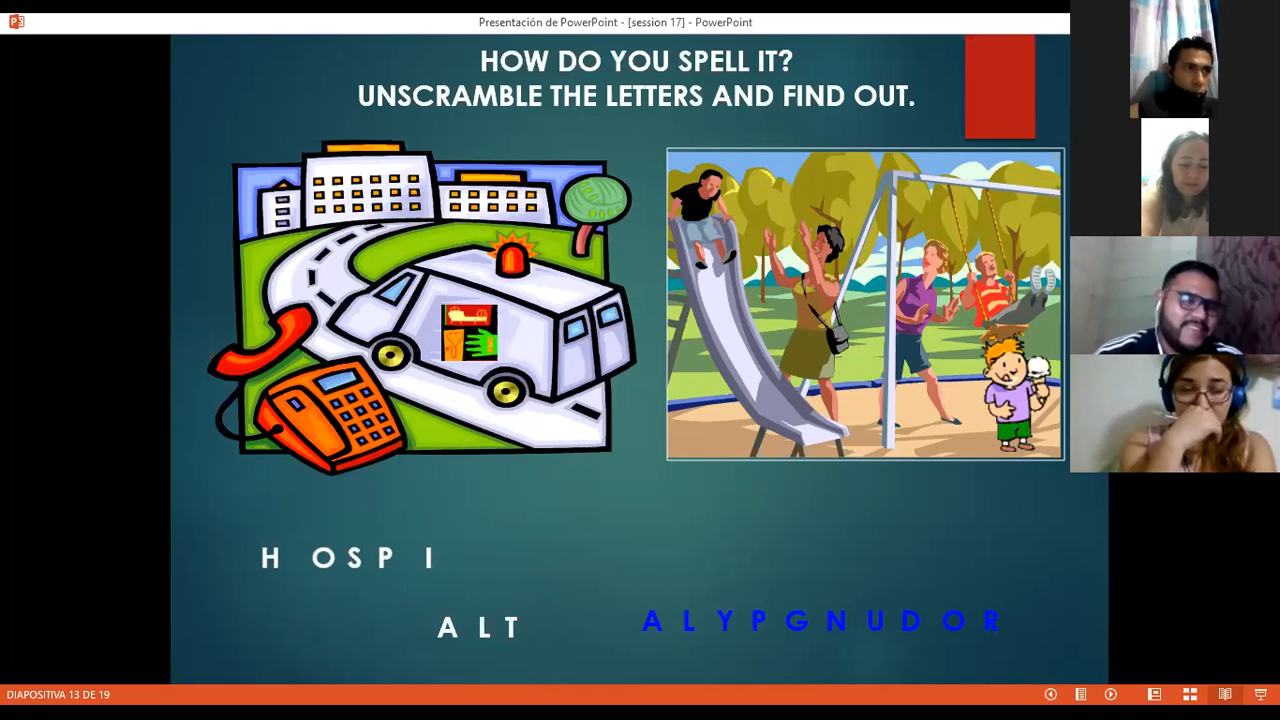 Presentación de PowerPoint - [session 17] - PowerPoint
HOW DO YOU SPELL IT?
UNSCRAMBLE THE LETTERS AND FIND OUT.
H OSP I
A L T
A L Y P G N U D O R
DIAPOSITIVA 13 DE 19